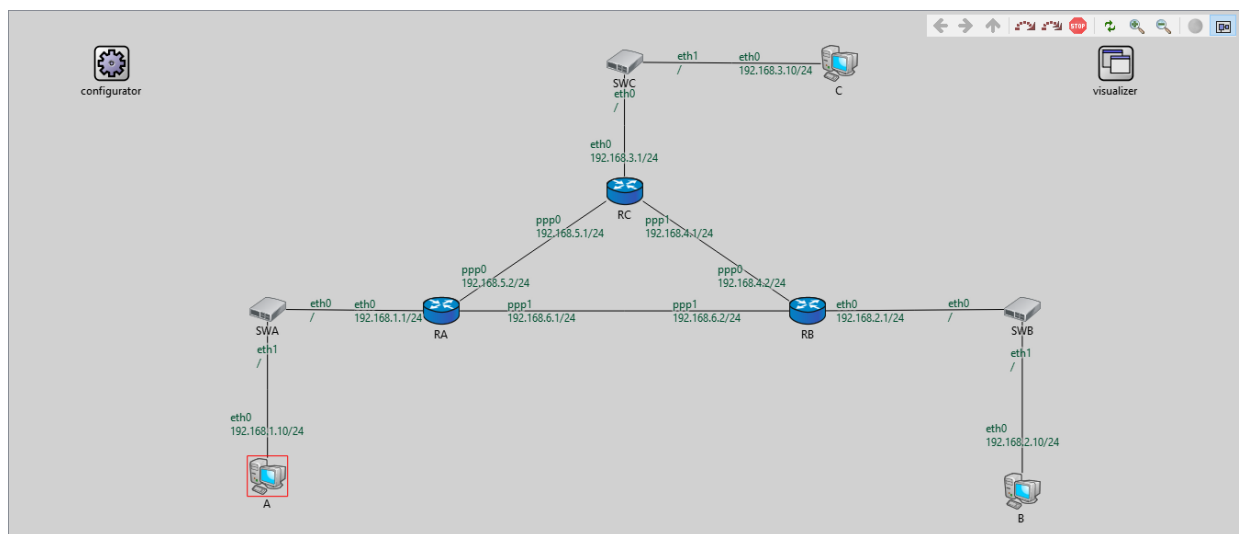 STOP
configurator
visualizer
eth1
/
eth0
192.168.3.10/24
SWC
C
eth0
/
eth0
192.168.3.1/24
RC
ppp0
192.168.5.1/24
ppp1
192.168.4.1/24
ppp0
192.168.5.2/24
ppp0
192.168.4.2/24
SWA
eth0
/
eth0
192.168.1.1/24
RA
ppp1
192.168.6.1/24
ppp1
192.168.6.2/24
RB
eth0
192.168.2.1/24
eth0
/
SWB
eth1
/
eth1
/
eth0
192.168.1.10/24
A
eth0
192.168.2.10/24
B